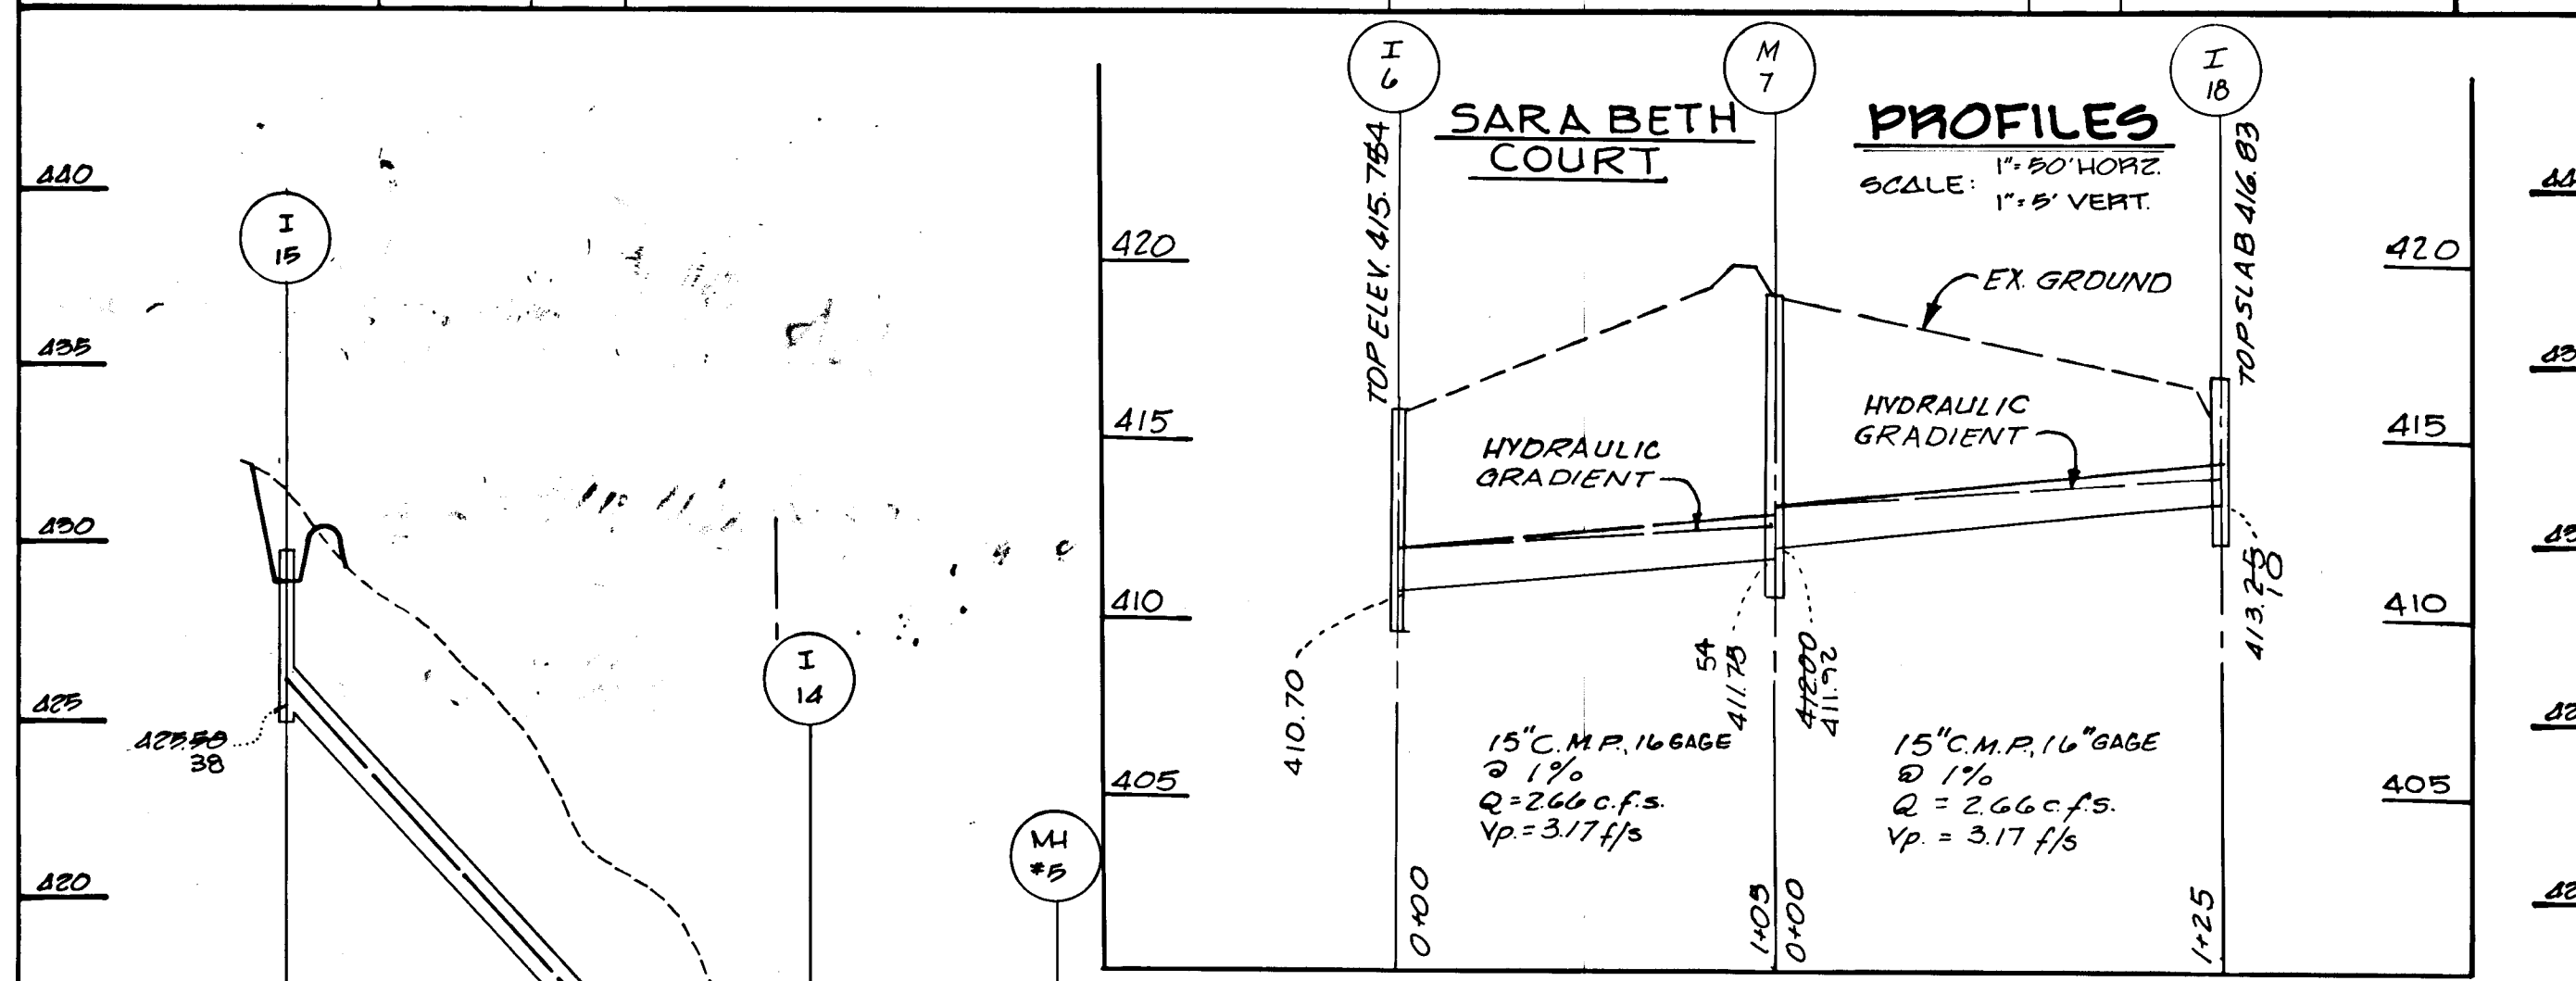 I
6
M
7
I
18
SARA BETH
COURT
PROFILES
SCALE: 1"=50' HORZ.
1"=5' VERT.
TOP ELEV. 415.754
TOP SLAB 416.83
440
435
430
425
420
I
15
425.50
38
I
14
MH
#5
420
415
410
405
EX. GROUND
HYDRAULIC
GRADIENT
HYDRAULIC
GRADIENT
410.70
54
411.75
412.00
411.92
413.25
10
15" C.M.P., 16 GAGE
@ 1%
Q = 2.66 c.f.s.
Vp. = 3.17 f/s
15" C.M.P., 16" GAGE
@ 1%
Q = 2.66 c.f.s.
Vp. = 3.17 f/s
0+00
1+05
0+00
1+25
420
415
410
405